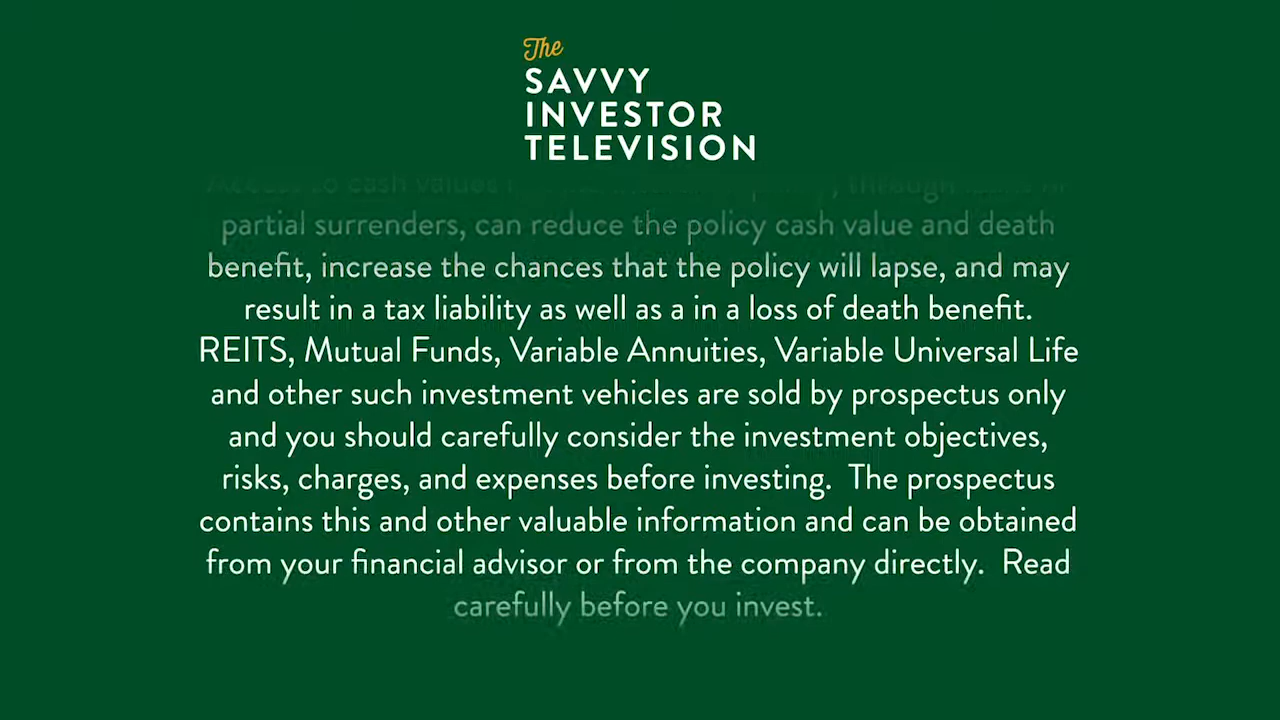 The
SAVVY
INVESTOR
TELEVISION
Access to cash values through
partial surrenders, can reduce the policy cash value and death
benefit, increase the chances that the policy will lapse, and may
result in a tax liability as well as a in a loss of death benefit.
REITS, Mutual Funds, Variable Annuities, Variable Universal Life
and other such investment vehicles are sold by prospectus only
and you should carefully consider the investment objectives,
risks, charges, and expenses before investing.  The prospectus
contains this and other valuable information and can be obtained
from your financial advisor or from the company directly.  Read
carefully before you invest.